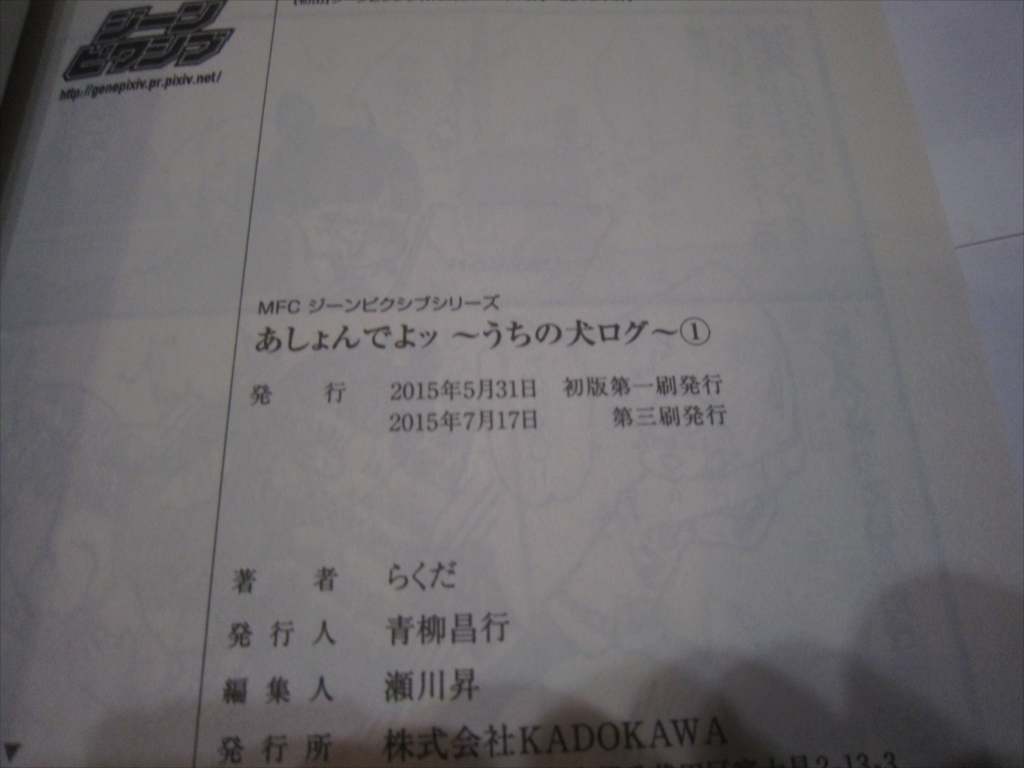 ジーン
ピクシブ
http://genepixiv.pr.pixiv.net/
MFC ジーンピクシブシリーズ
あしょんでよッ ～うちの犬ログ～①
発 行 2015年5月31日 初版第一刷発行
2015年7月17日 第三刷発行
著 者 らくだ
発行人 青柳昌行
編集人 瀬川昇
発行所 株式会社KADOKAWA
2-13-3